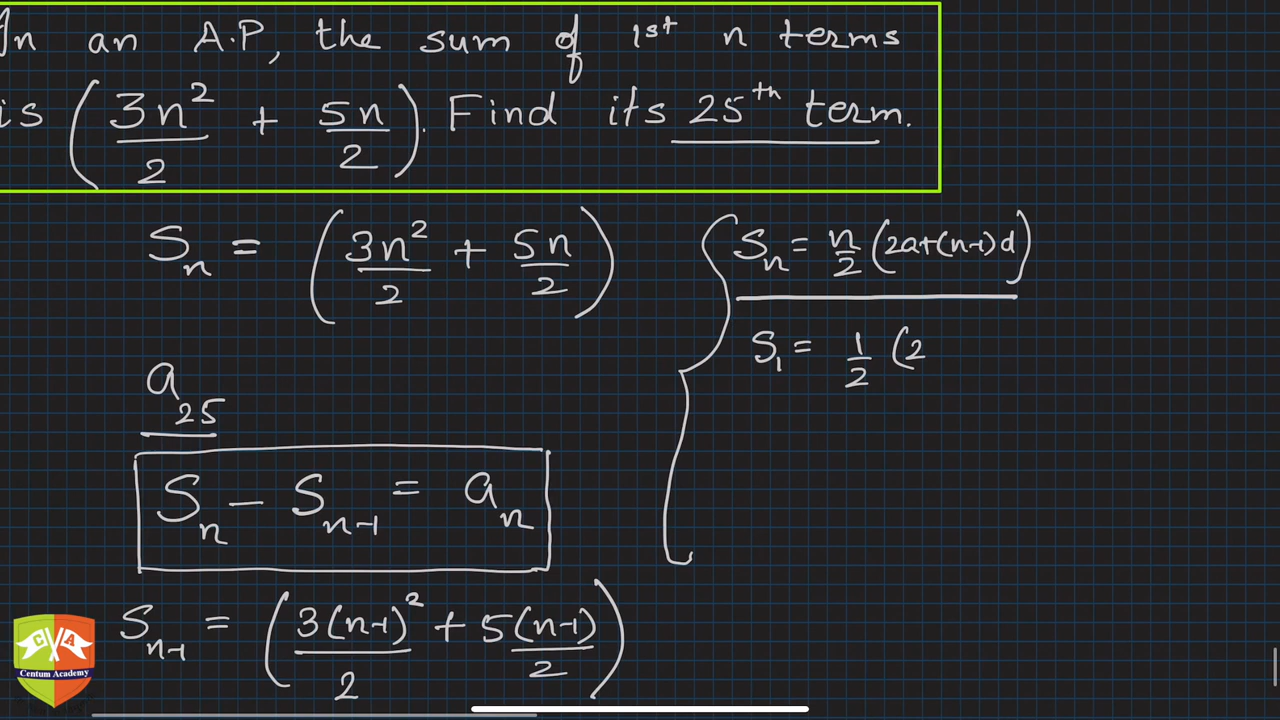 In an A.P, the sum of 1st n terms
is (3n²/2 + 5n/2). Find its 25th term.
Sₙ = (3n²/2 + 5n/2)
a₂₅
Sₙ − Sₙ₋₁ = aₙ
Sₙ₋₁ = (3(n-1)²/2 + 5(n-1)/2)
Sₙ = n/2 (2a+(n-1)d)
S₁ = 1/2 (2
CA
Centum Academy